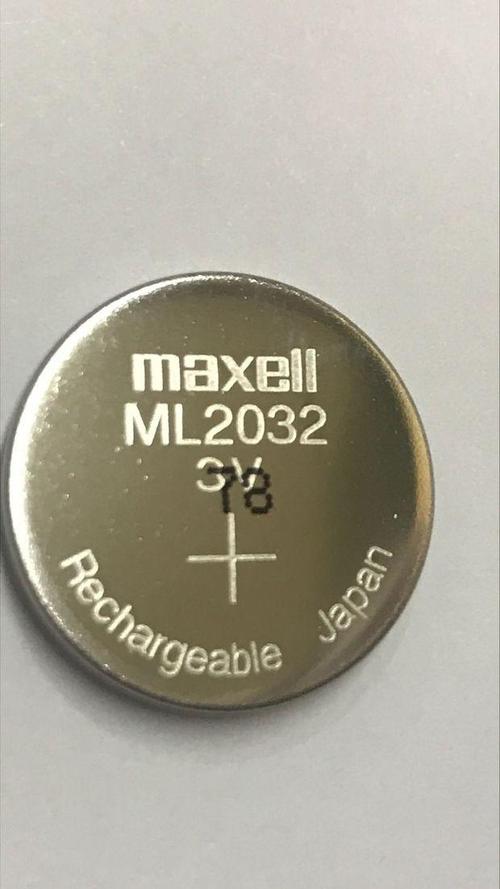 maxell
ML2032
3V
78
+
Rechargeable Japan